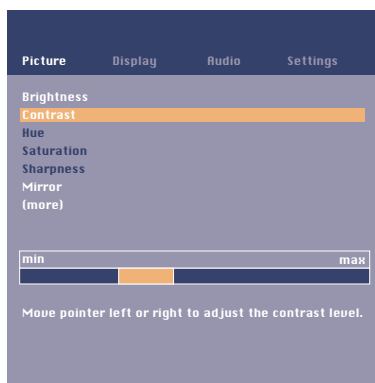 Picture Display Audio Settings
Brightness
Contrast
Hue
Saturation
Sharpness
Mirror
(more)
min max
Move pointer left or right to adjust the contrast level.